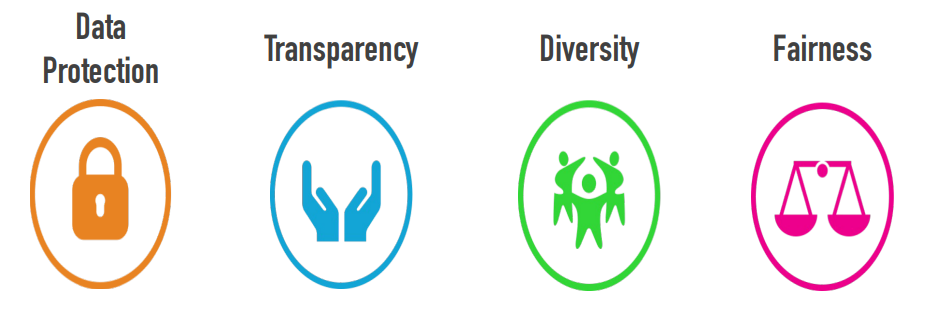 Data
Protection
Transparency
Diversity
Fairness